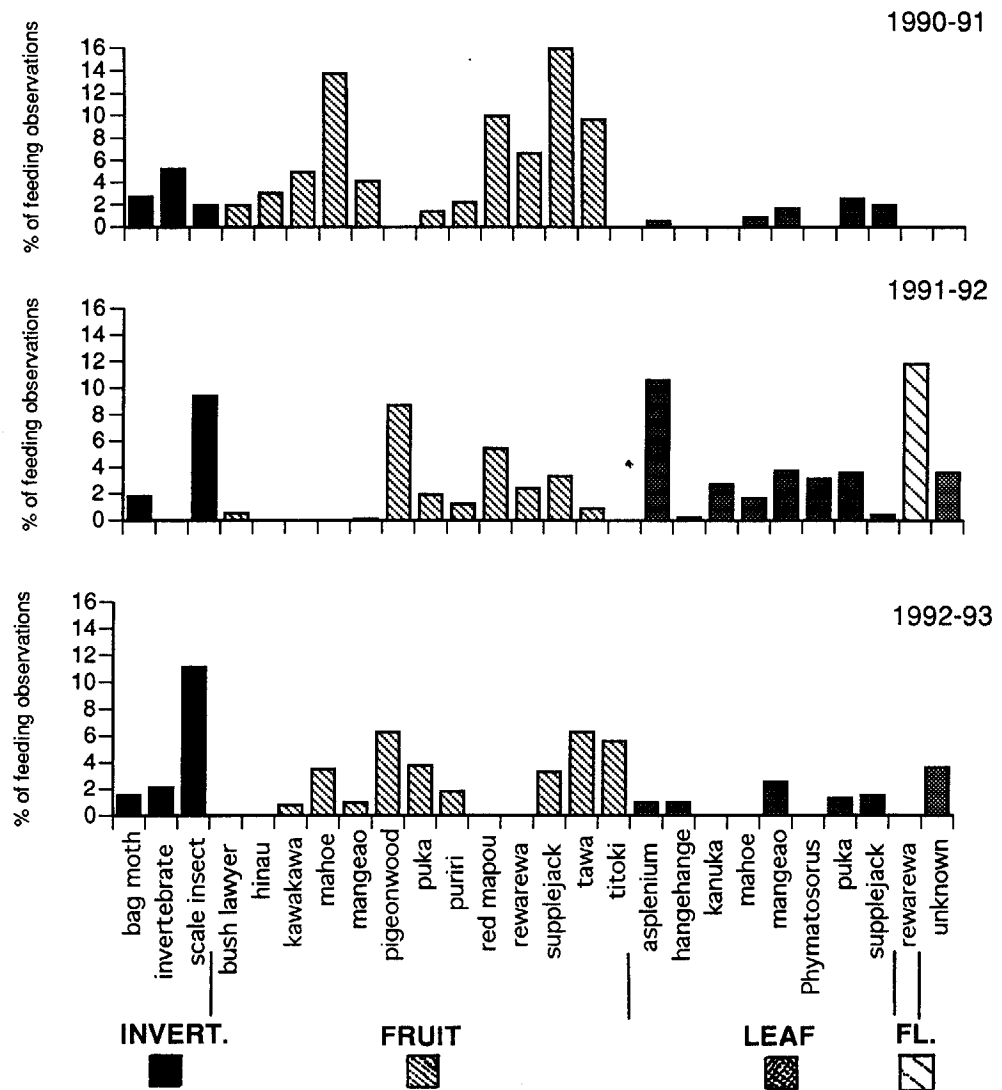 1990-91
% of feeding observations
16
14
12
10
8
6
4
2
0
1991-92
% of feeding observations
16
14
12
10
8
6
4
2
0
1992-93
% of feeding observations
16
14
12
10
8
6
4
2
0
bag moth
invertebrate
scale insect
bush lawyer
hinau
kawakawa
mahoe
mangeao
pigeonwood
puka
puriri
red mapou
rewarewa
supplejack
tawa
titoki
asplenium
hangehange
kanuka
mahoe
mangeao
Phymatosorus
puka
supplejack
rewarewa
unknown
INVERT. FRUIT LEAF FL.